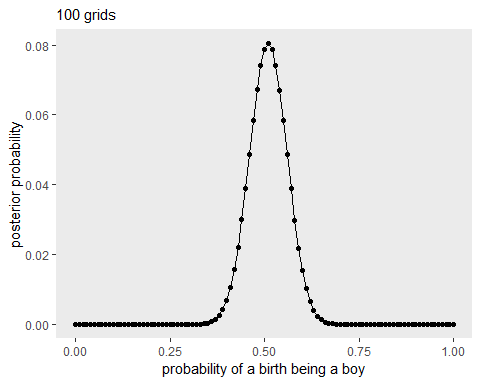 100 grids
posterior probability
0.08
0.06
0.04
0.02
0.00
0.00 0.25 0.50 0.75 1.00
probability of a birth being a boy